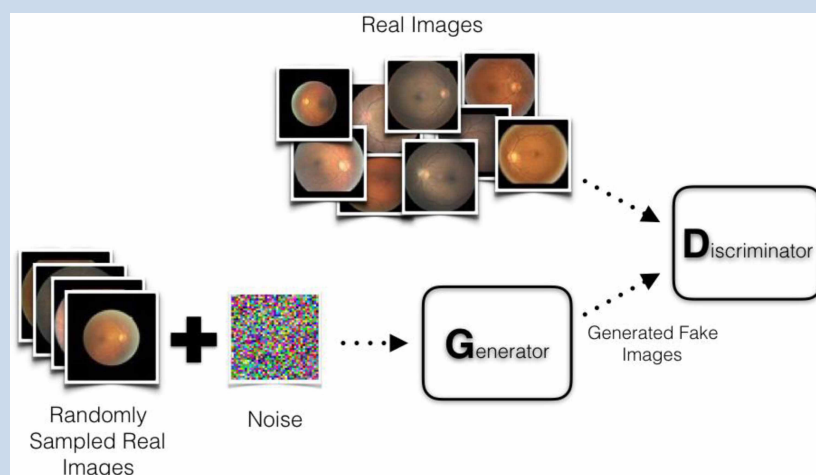 Real Images
Discriminator
Generator
Generated Fake
Images
Randomly
Sampled Real
Images
Noise